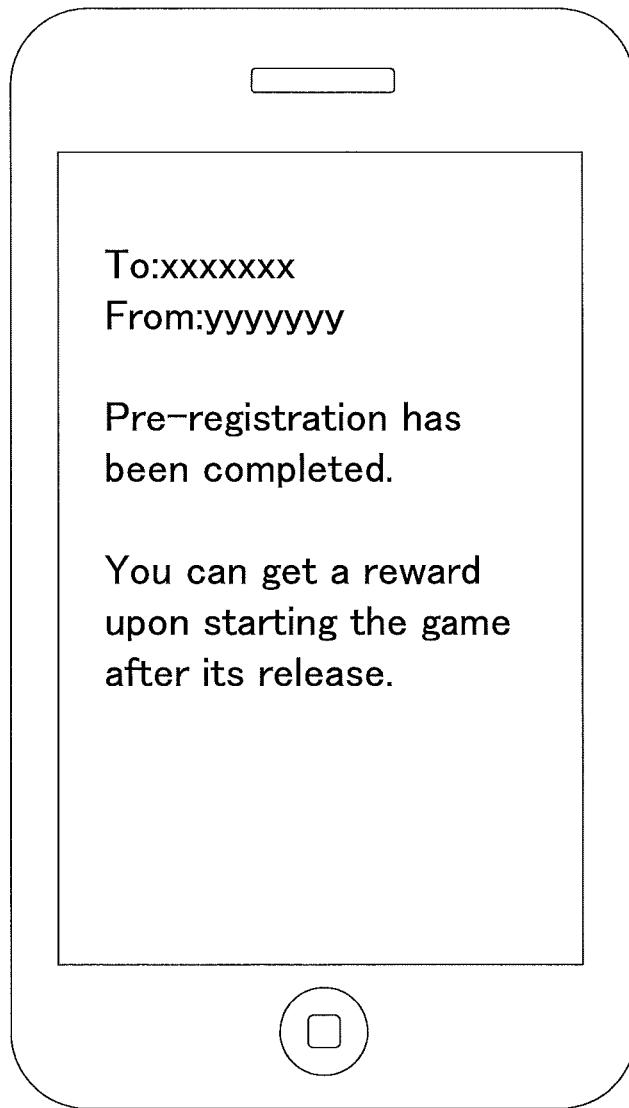 To:xxxxxxx
From:yyyyyyy
Pre-registration has
been completed.
You can get a reward
upon starting the game
after its release.